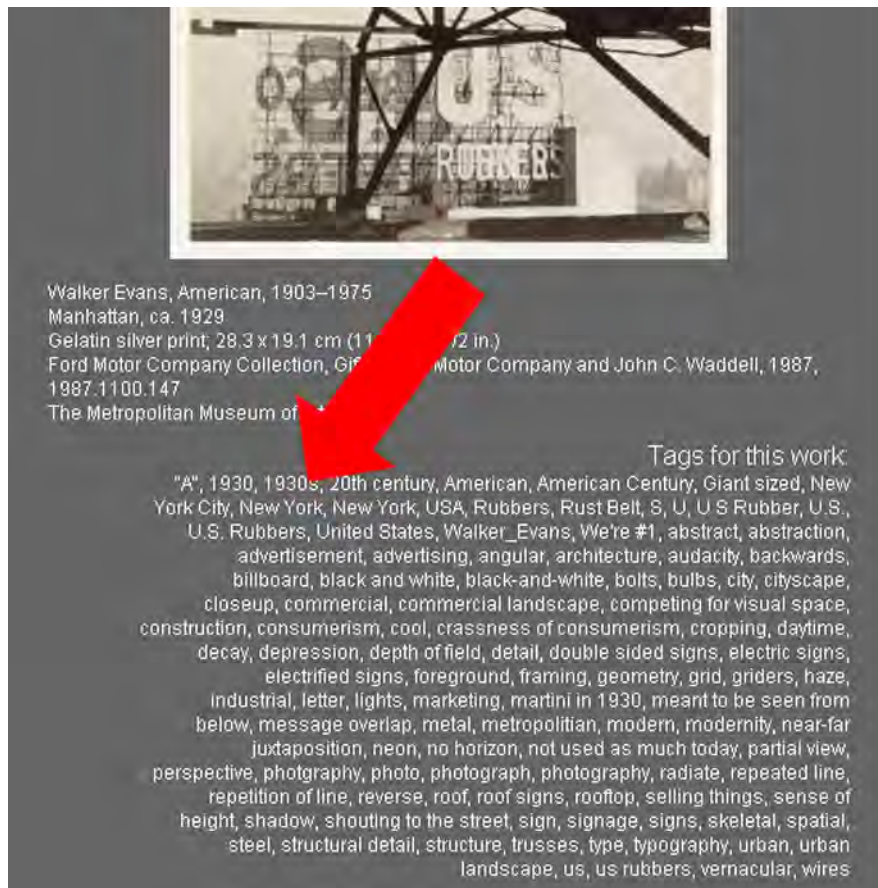 US
RUBBERS
Walker Evans, American, 1903–1975
Manhattan, ca. 1929
Gelatin silver print; 28.3 x 19.1 cm (11 2 in.)
Ford Motor Company Collection, Motor Company and John C. Waddell, 1987,
1987.1100.147
The Metropolitan Museum of
Tags for this work:
"A", 1930, 1930s, 20th century, American, American Century, Giant sized, New
York City, New York, New York, USA, Rubbers, Rust Belt, S, U, U S Rubber, U.S.,
U.S. Rubbers, United States, Walker_Evans, We're #1, abstract, abstraction,
advertisement, advertising, angular, architecture, audacity, backwards,
billboard, black and white, black-and-white, bolts, bulbs, city, cityscape,
closeup, commercial, commercial landscape, competing for visual space,
construction, consumerism, cool, crassness of consumerism, cropping, daytime,
decay, depression, depth of field, detail, double sided signs, electric signs,
electrified signs, foreground, framing, geometry, grid, griders, haze,
industrial, letter, lights, marketing, martini in 1930, meant to be seen from
below, message overlap, metal, metropolitian, modern, modernity, near-far
juxtaposition, neon, no horizon, not used as much today, partial view,
perspective, photgraphy, photo, photograph, photography, radiate, repeated line,
repetition of line, reverse, roof, roof signs, rooftop, selling things, sense of
height, shadow, shouting to the street, sign, signage, signs, skeletal, spatial,
steel, structural detail, structure, trusses, type, typography, urban, urban
landscape, us, us rubbers, vernacular, wires